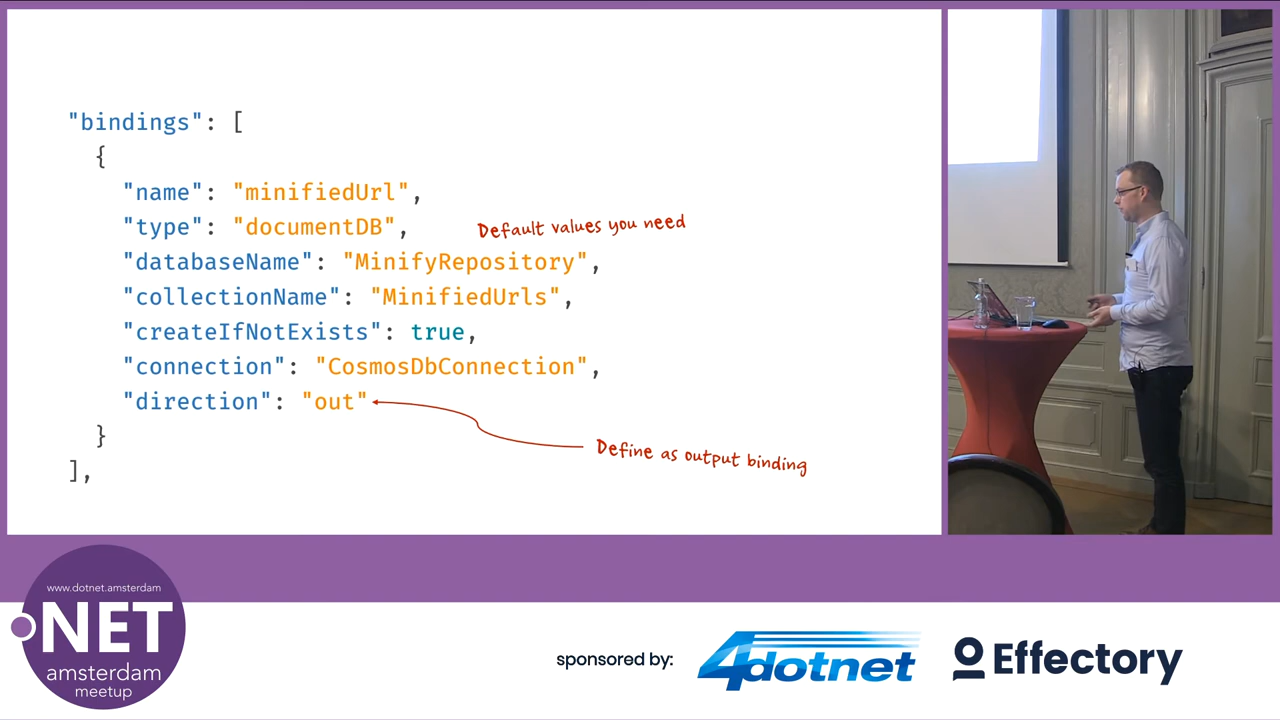 "bindings": [
{
"name": "minifiedUrl",
"type": "documentDB",
Default values you need
"databaseName": "MinifyRepository",
"collectionName": "MinifiedUrls",
"createIfNotExists": true,
"connection": "CosmosDbConnection",
"direction": "out"
}
Define as output binding
],
www.dotnet.amsterdam
.NET
amsterdam
meetup
sponsored by:
4dotnet
Effectory